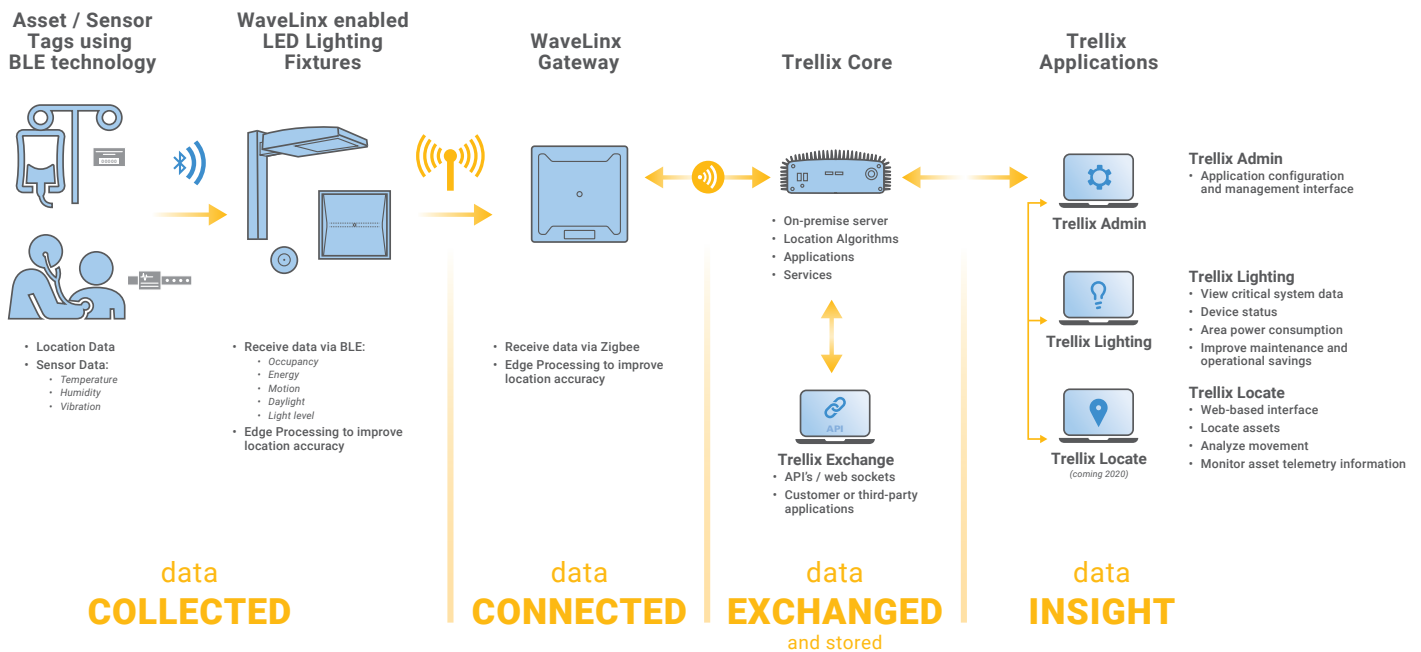 Asset / Sensor
Tags using
BLE technology
WaveLinx enabled
LED Lighting
Fixtures
WaveLinx
Gateway
Trellix Core
Trellix
Applications
• Location Data
• Sensor Data:
• Temperature
• Humidity
• Vibration
• Receive data via BLE:
• Occupancy
• Energy
• Motion
• Daylight
• Light level
• Edge Processing to improve
location accuracy
• Receive data via Zigbee
• Edge Processing to improve
location accuracy
• On-premise server
• Location Algorithms
• Applications
• Services
API
Trellix Exchange
• API's / web sockets
• Customer or third-party
applications
Trellix Admin
Trellix Admin
• Application configuration
and management interface
Trellix Lighting
Trellix Lighting
• View critical system data
• Device status
• Area power consumption
• Improve maintenance and
operational savings
Trellix Locate
(coming 2020)
Trellix Locate
• Web-based interface
• Locate assets
• Analyze movement
• Monitor asset telemetry information
data
COLLECTED
data
CONNECTED
data
EXCHANGED
and stored
data
INSIGHT